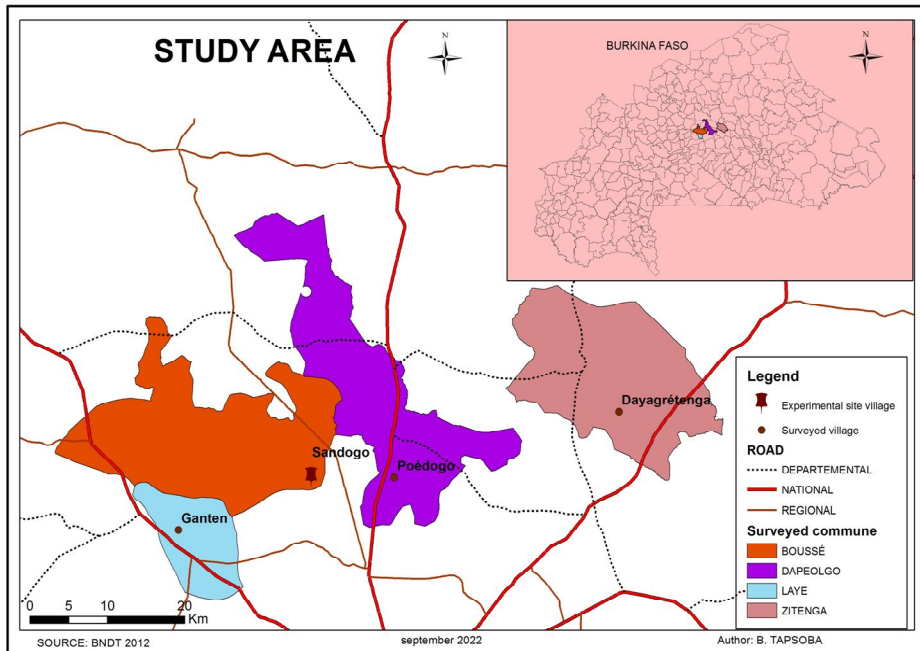 STUDY AREA
N
BURKINA FASO
N
Dayagrétenga
Sandogo
Poédogo
Ganten
Legend
Experimental site village
Surveyed village
ROAD
DEPARTEMENTAL
NATIONAL
REGIONAL
Surveyed commune
BOUSSÉ
DAPEOLGO
LAYE
ZITENGA
0 5 10 20
Km
SOURCE: BNDT 2012
september 2022
Author: B. TAPSOBA